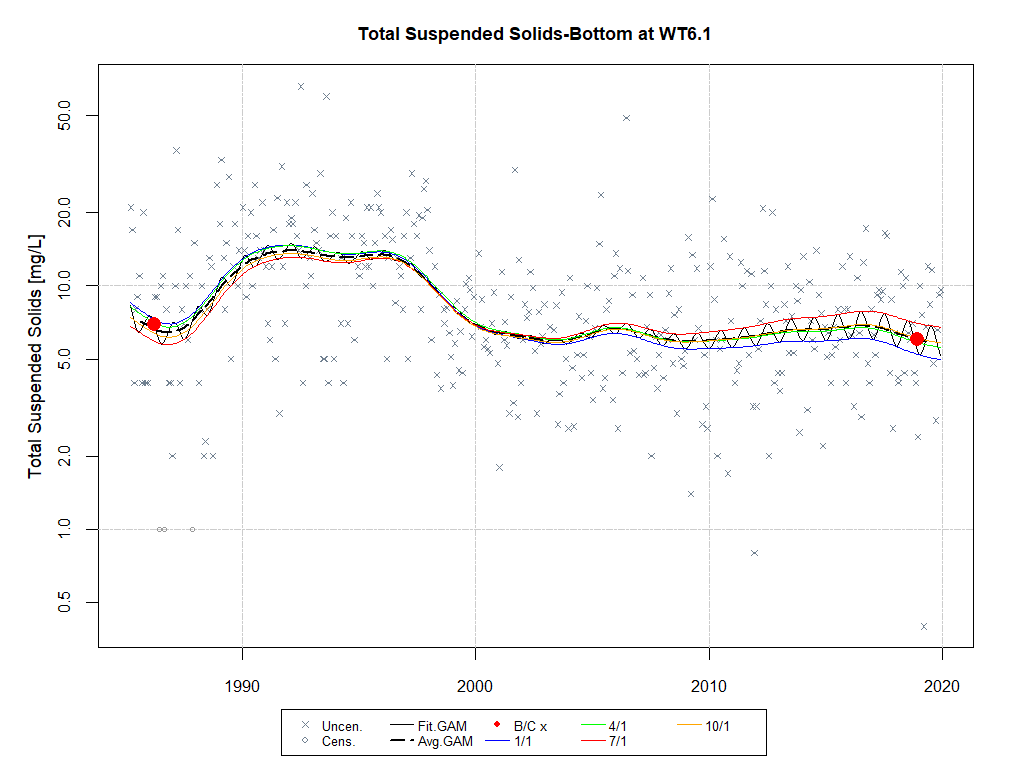 Total Suspended Solids-Bottom at WT6.1
Total Suspended Solids [mg/L]
50.0
20.0
10.0
5.0
2.0
1.0
0.5
1990 2000 2010 2020
Uncen. Fit.GAM B/C x 4/1 10/1
Cens. Avg.GAM 1/1 7/1